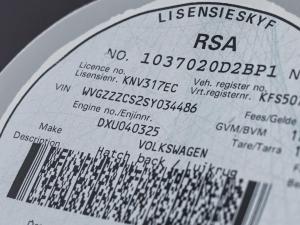 LISENSIESKYF
RSA
NO. 1037020D2BP1
Licence no. Veh. register no.
Lisensienr. KNV317EC Vrt.registernr. KFS50
VIN WVGZZZCS2SY034486
Engine no./Enjinnr. Fees/Gelde
DXU040325 GVM/BVM
Make VOLKSWAGEN Tare/Tarra
Description Hatch back / Luikrug